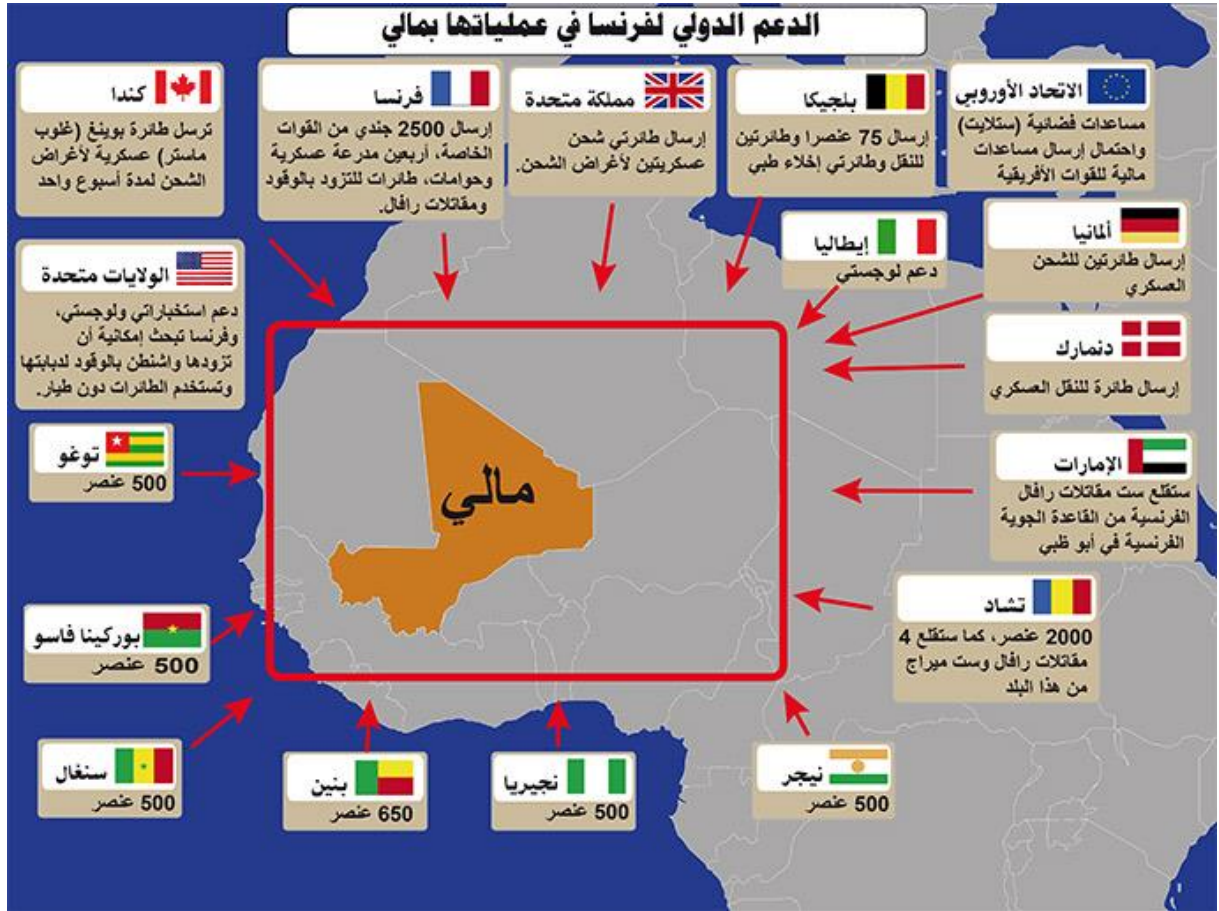 الدعم الدولي لفرنسا في عملياتها بمالي
الاتحاد الأوروبي
مساعدات فضائية (ستلايت)
واحتمال إرسال مساعدات
مالية للقوات الأفريقية
بلجيكا
إرسال 75 عنصرا وطائرتين
للنقل وطائرتي إخلاء طبي
مملكة متحدة
إرسال طائرتي شحن
عسكريتين لأغراض الشحن.
فرنسا
إرسال 2500 جندي من القوات
الخاصة، أربعين مدرعة عسكرية
وحوامات، طائرات للتزود بالوقود
ومقاتلات رافال.
كندا
ترسل طائرة بوينغ (غلوب
ماستر) عسكرية لأغراض
الشحن لمدة أسبوع واحد
ألمانيا
إرسال طائرتين للشحن
العسكري
إيطاليا
دعم لوجستي
الولايات متحدة
دعم استخباراتي ولوجستي،
وفرنسا تبحث إمكانية أن
تزودها واشنطن بالوقود لدبابتها
وتستخدم الطائرات دون طيار.
دنمارك
إرسال طائرة للنقل العسكري
توغو
500 عنصر
الإمارات
ستقلع ست مقاتلات رافال
الفرنسية من القاعدة الجوية
الفرنسية في أبو ظبي
مالي
تشاد
2000 عنصر، كما ستقلع 4
مقاتلات رافال وست ميراج
من هذا البلد
بوركينا فاسو
500 عنصر
نيجر
500 عنصر
نجيريا
500 عنصر
بنين
650 عنصر
سنغال
500 عنصر